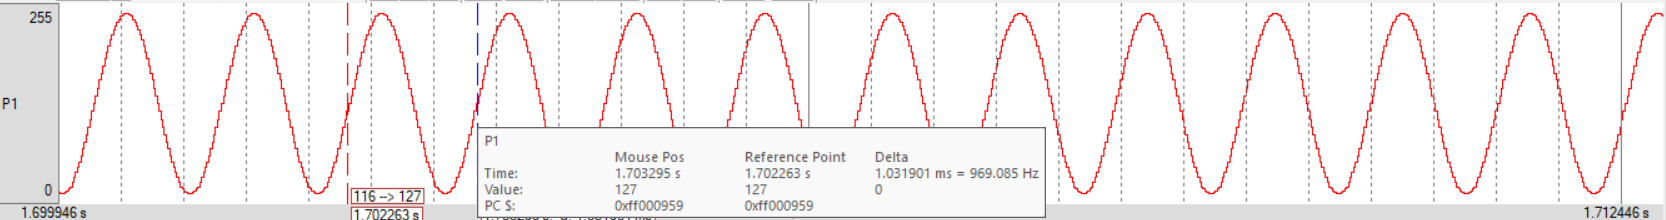 255
P1
0
P1
Mouse Pos Reference Point Delta
Time: 1.703295 s 1.702263 s 1.031901 ms = 969.085 Hz
Value: 127 127 0
PC $: 0xff000959 0xff000959
116 --> 127
1.699946 s 1.702263 s 1.712446 s